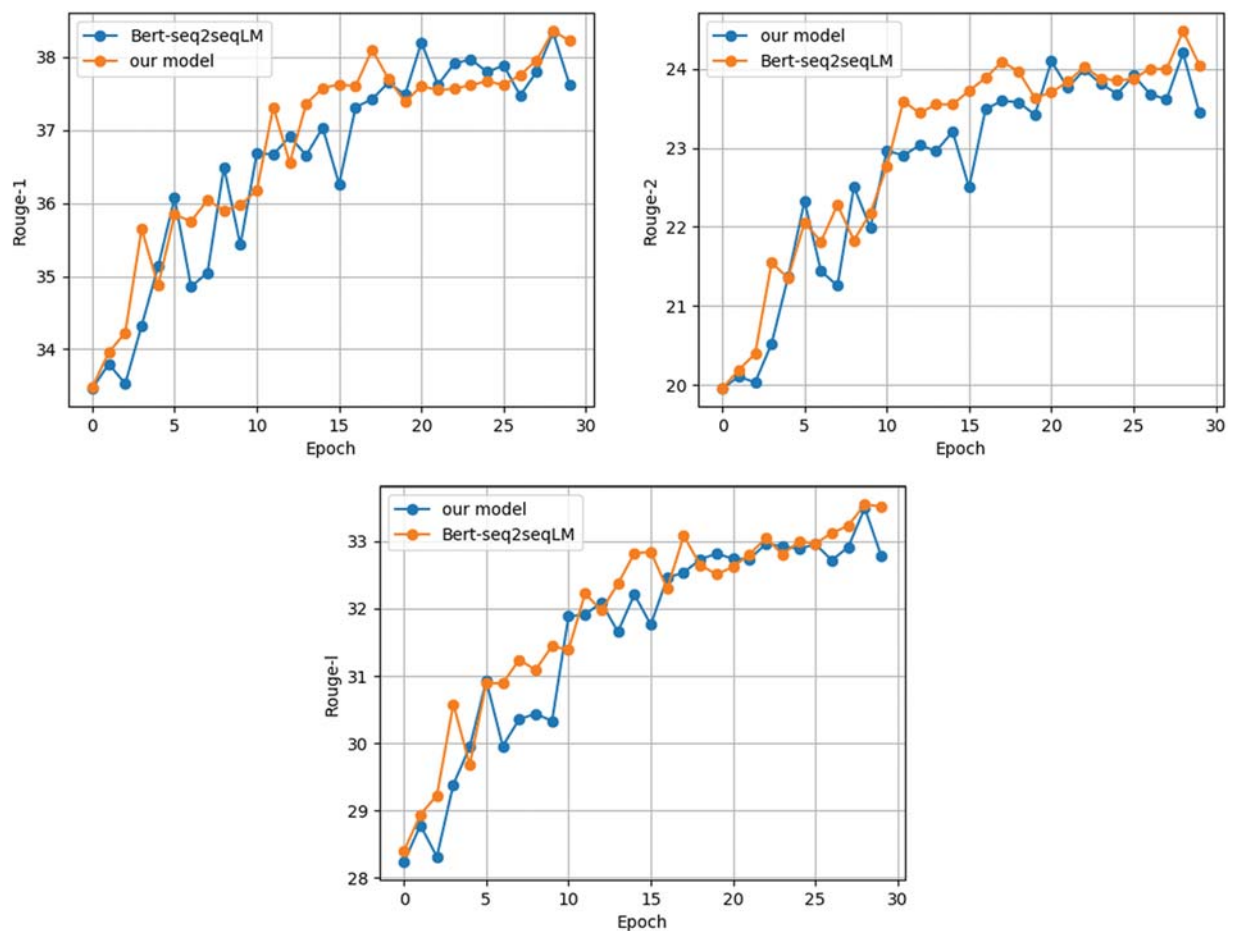 Bert-seq2seqLM
our model
38
37
36
35
34
Rouge-1
0 5 10 15 20 25 30
Epoch
our model
Bert-seq2seqLM
24
23
22
21
20
Rouge-2
0 5 10 15 20 25 30
Epoch
our model
Bert-seq2seqLM
33
32
31
30
29
28
Rouge-l
0 5 10 15 20 25 30
Epoch